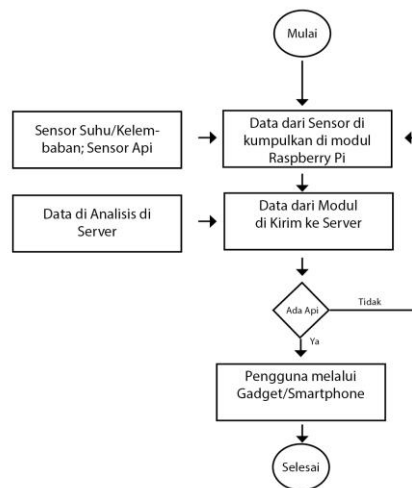 Mulai
Sensor Suhu/Kelem-
baban; Sensor Api
Data dari Sensor di
kumpulkan di modul
Raspberry Pi
Data di Analisis di
Server
Data dari Modul
di Kirim ke Server
Ada Api
Tidak
Ya
Pengguna melalui
Gadget/Smartphone
Selesai